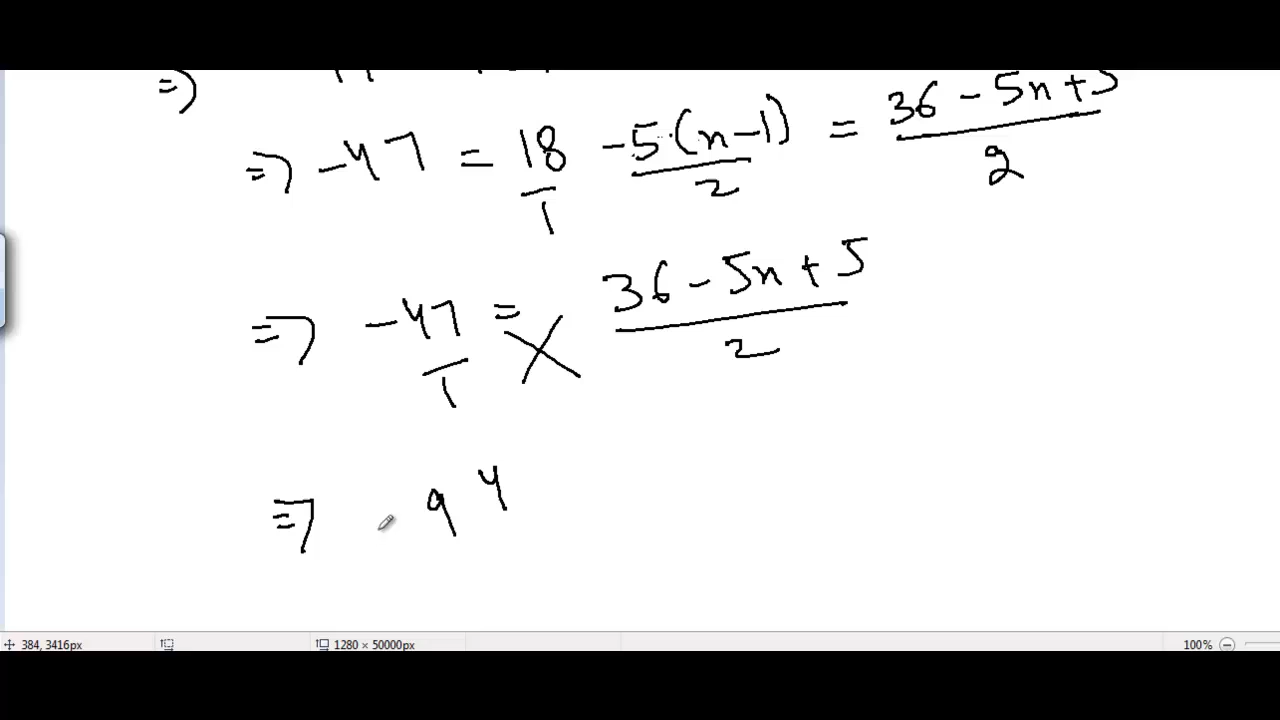 =>
=> -47 = 18/1 -5(n-1)/2 = 36 - 5n + 5/2
=> -47/1 = 36 - 5n + 5/2
=> 94
384, 3416px 1280 × 50000px 100%